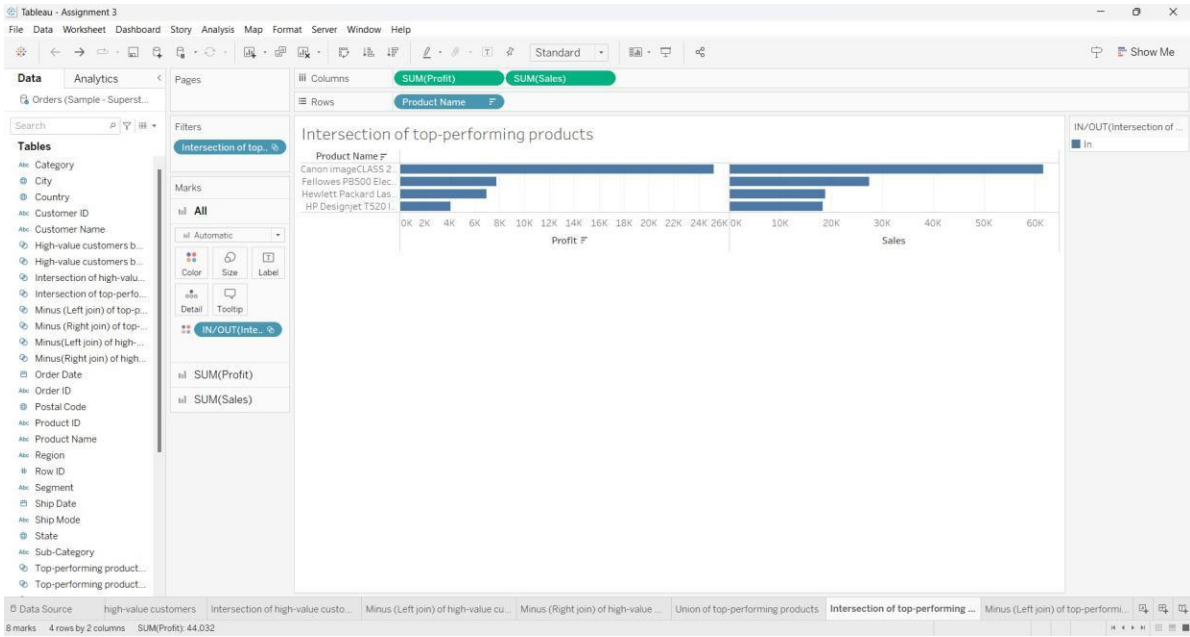 Tableau - Assignment 3
File Data Worksheet Dashboard Story Analysis Map Format Server Window Help
Standard
Show Me
Data Analytics
Orders (Sample - Superst...
Search
Tables
Abc Category
City
Country
Abc Customer ID
Abc Customer Name
High-value customers b...
High-value customers b...
Intersection of high-valu...
Intersection of top-perfo...
Minus (Left join) of top-p...
Minus (Right join) of top-...
Minus(Left join) of high-...
Minus(Right join) of high...
Order Date
Abc Order ID
Postal Code
Abc Product ID
Abc Product Name
Abc Region
# Row ID
Abc Segment
Ship Date
Abc Ship Mode
State
Abc Sub-Category
Top-performing product...
Top-performing product...
Pages
Filters
Intersection of top..
Marks
All
Automatic
Color Size Label
Detail Tooltip
IN/OUT(Inte..
SUM(Profit)
SUM(Sales)
Columns SUM(Profit) SUM(Sales)
Rows Product Name
Intersection of top-performing products
Product Name
Canon imageCLASS 2..
Fellowes PB500 Elec..
Hewlett Packard Las..
HP Designjet T520 I..
0K 2K 4K 6K 8K 10K 12K 14K 16K 18K 20K 22K 24K 26K 0K 10K 20K 30K 40K 50K 60K
Profit Sales
IN/OUT(Intersection of ...
In
Data Source high-value customers Intersection of high-value custo... Minus (Left join) of high-value cu... Minus (Right join) of high-value ... Union of top-performing products Intersection of top-performing ... Minus (Left join) of top-performi...
8 marks 4 rows by 2 columns SUM(Profit): 44,032